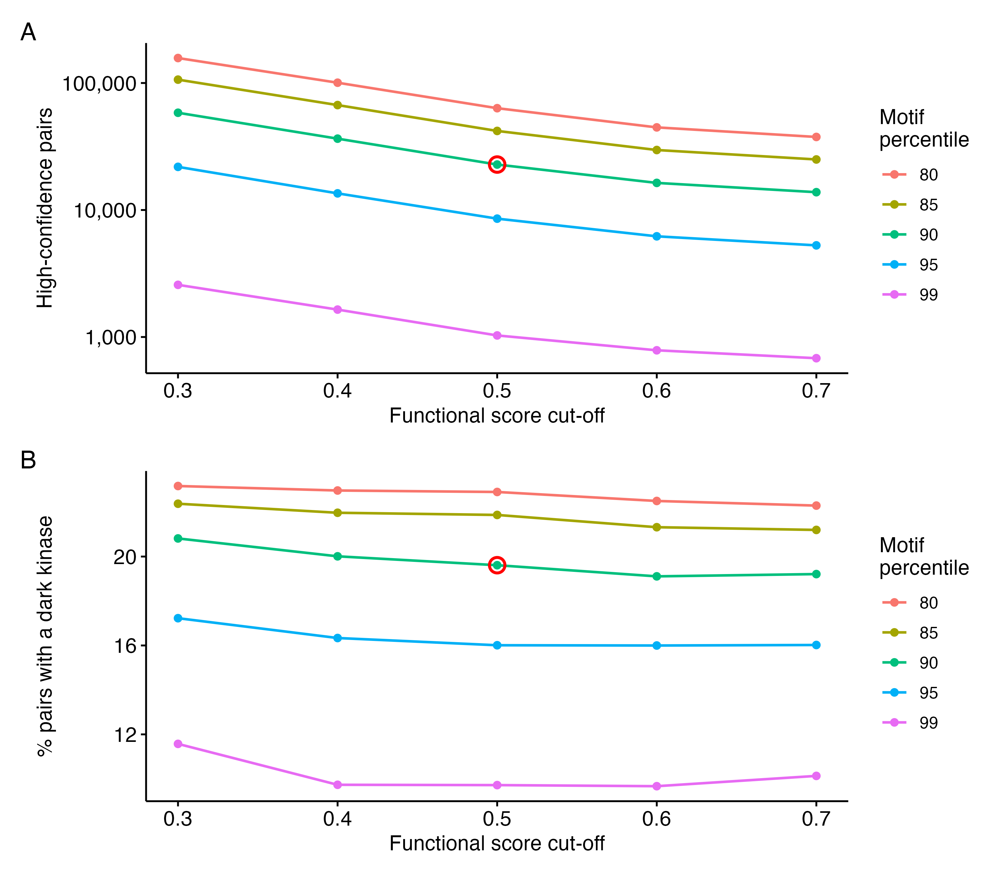 A
100,000
10,000
1,000
High-confidence pairs
0.3 0.4 0.5 0.6 0.7
Functional score cut-off
Motif
percentile
80
85
90
95
99
B
20
16
12
% pairs with a dark kinase
0.3 0.4 0.5 0.6 0.7
Functional score cut-off
Motif
percentile
80
85
90
95
99